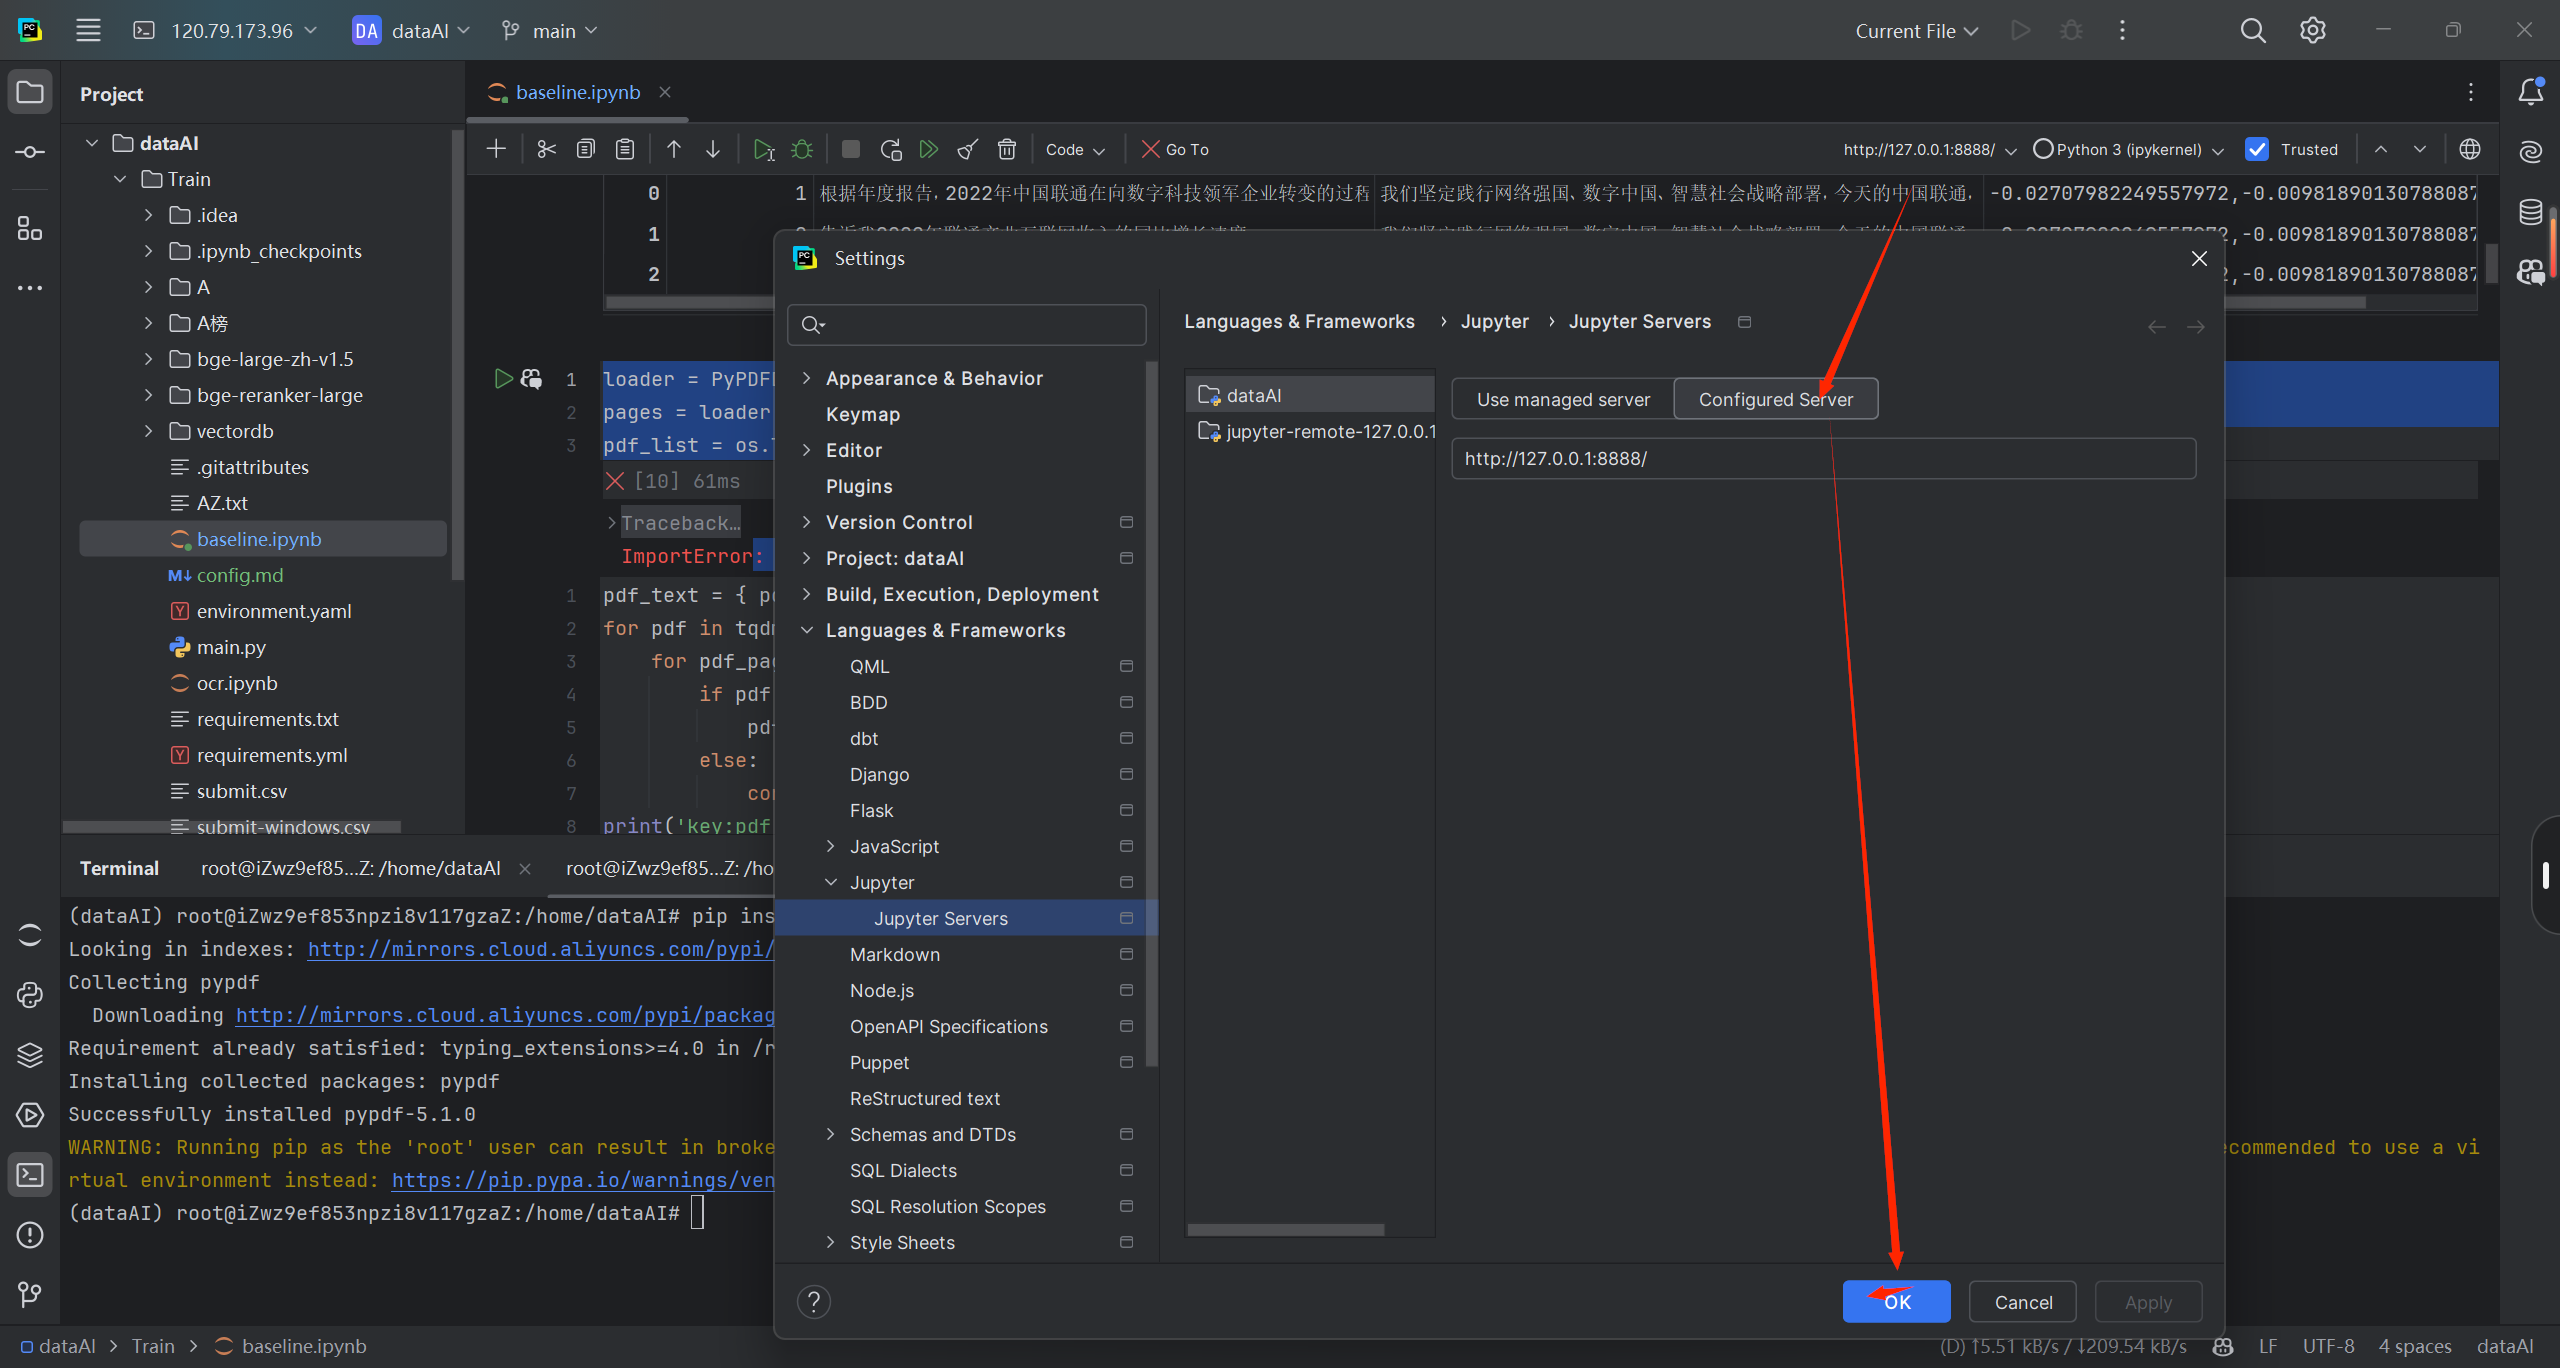 120.79.173.96
DA dataAI
main
Current File
Project
baseline.ipynb
Code
Go To
http://127.0.0.1:8888/
Python 3 (ipykernel)
Trusted
dataAI
Train
.idea
.ipynb_checkpoints
A
A榜
bge-large-zh-v1.5
bge-reranker-large
vectordb
.gitattributes
AZ.txt
baseline.ipynb
config.md
environment.yaml
main.py
ocr.ipynb
requirements.txt
requirements.yml
submit.csv
submit-windows.csv
0 1 根据年度报告，2022年中国联通在向数字科技领军企业转变的过程 我们坚定践行网络强国、数字中国、智慧社会战略部署，今天的中国联通， -0.02707982249557972,-0.00981890130788087
1 ,-0.00981890130788087
2 ,-0.00981890130788087
1 loader = PyPDF
2 pages = loader
3 pdf_list = os.
[10] 61ms
Traceback…
ImportError:
1 pdf_text = {
2 for pdf in
3 for
4 if pdf
5
6 else:
7
8 print('key:pdf
Settings
Appearance & Behavior
Keymap
Editor
Plugins
Version Control
Project: dataAI
Build, Execution, Deployment
Languages & Frameworks
QML
BDD
dbt
Django
Flask
JavaScript
Jupyter
Jupyter Servers
Markdown
Node.js
OpenAPI Specifications
Puppet
ReStructured text
Schemas and DTDs
SQL Dialects
SQL Resolution Scopes
Style Sheets
Languages & Frameworks › Jupyter › Jupyter Servers
dataAI
jupyter-remote-127.0.0.1
Use managed server
Configured Server
http://127.0.0.1:8888/
?
OK
Cancel
Apply
Terminal
root@iZwz9ef85...Z: /home/dataAI
root@iZwz9ef85...Z: /ho
(dataAI) root@iZwz9ef853npzi8v117gzaZ:/home/dataAI# pip ins
Looking in indexes: http://mirrors.cloud.aliyuncs.com/pypi/
Collecting pypdf
Downloading http://mirrors.cloud.aliyuncs.com/pypi/packag
Requirement already satisfied: typing_extensions>=4.0 in /r
Installing collected packages: pypdf
Successfully installed pypdf-5.1.0
WARNING: Running pip as the 'root' user can result in broke
ecommended to use a vi
rtual environment instead: https://pip.pypa.io/warnings/ven
(dataAI) root@iZwz9ef853npzi8v117gzaZ:/home/dataAI#
dataAI > Train > baseline.ipynb
(D) ↑5.51 kB/s / ↓209.54 kB/s
LF
UTF-8
4 spaces
dataAI